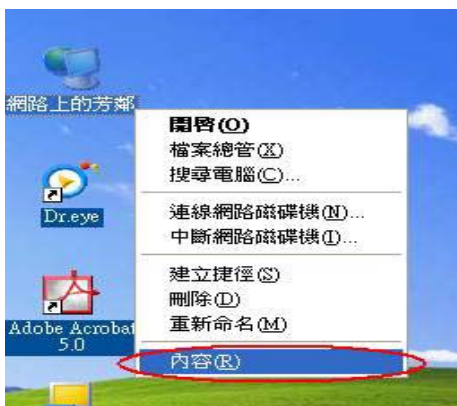 網路上的芳鄰
開啓(O)
檔案總管(X)
搜尋電腦(C)...
Dr.eye
連線網路磁碟機(N)...
中斷網路磁碟機(I)...
建立捷徑(S)
刪除(D)
重新命名(M)
Adobe Acrobat
5.0
內容(R)